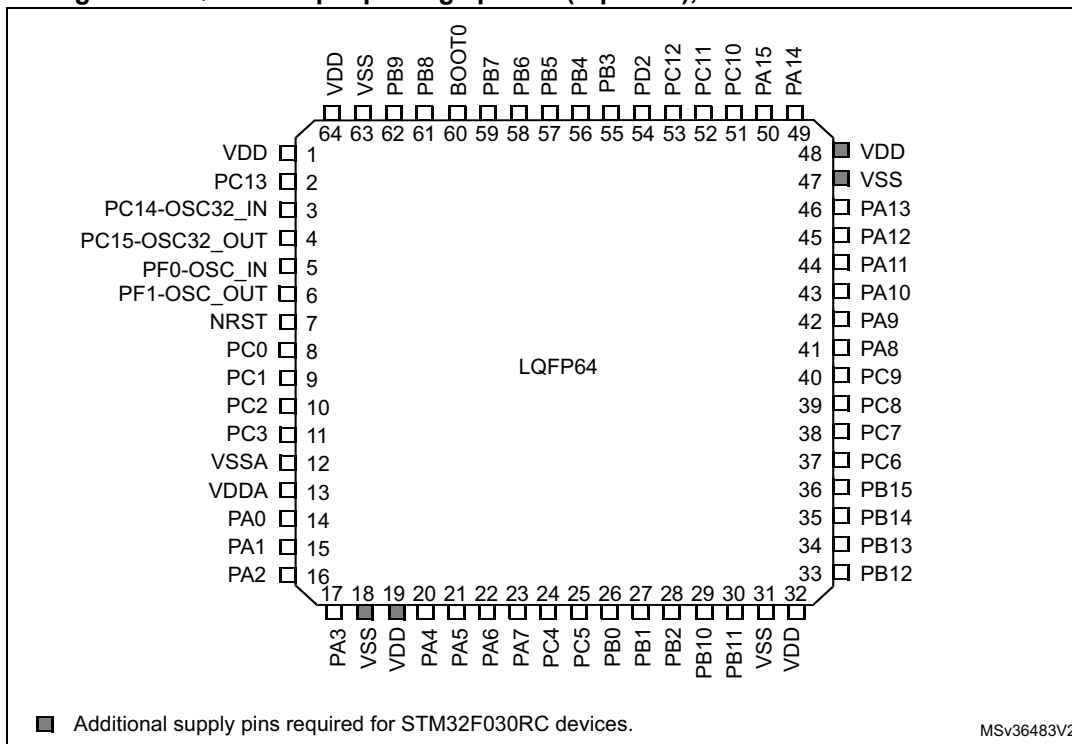 VDD
VSS
PB9
PB8
BOOT0
PB7
PB6
PB5
PB4
PB3
PD2
PC12
PC11
PC10
PA15
PA14
64 63 62 61 60 59 58 57 56 55 54 53 52 51 50 49
VDD 1
PC13 2
PC14-OSC32_IN 3
PC15-OSC32_OUT 4
PF0-OSC_IN 5
PF1-OSC_OUT 6
NRST 7
PC0 8
PC1 9
PC2 10
PC3 11
VSSA 12
VDDA 13
PA0 14
PA1 15
PA2 16
LQFP64
48 VDD
47 VSS
46 PA13
45 PA12
44 PA11
43 PA10
42 PA9
41 PA8
40 PC9
39 PC8
38 PC7
37 PC6
36 PB15
35 PB14
34 PB13
33 PB12
17 18 19 20 21 22 23 24 25 26 27 28 29 30 31 32
PA3
VSS
VDD
PA4
PA5
PA6
PA7
PC4
PC5
PB0
PB1
PB2
PB10
PB11
VSS
VDD
Additional supply pins required for STM32F030RC devices.
MSv36483V2